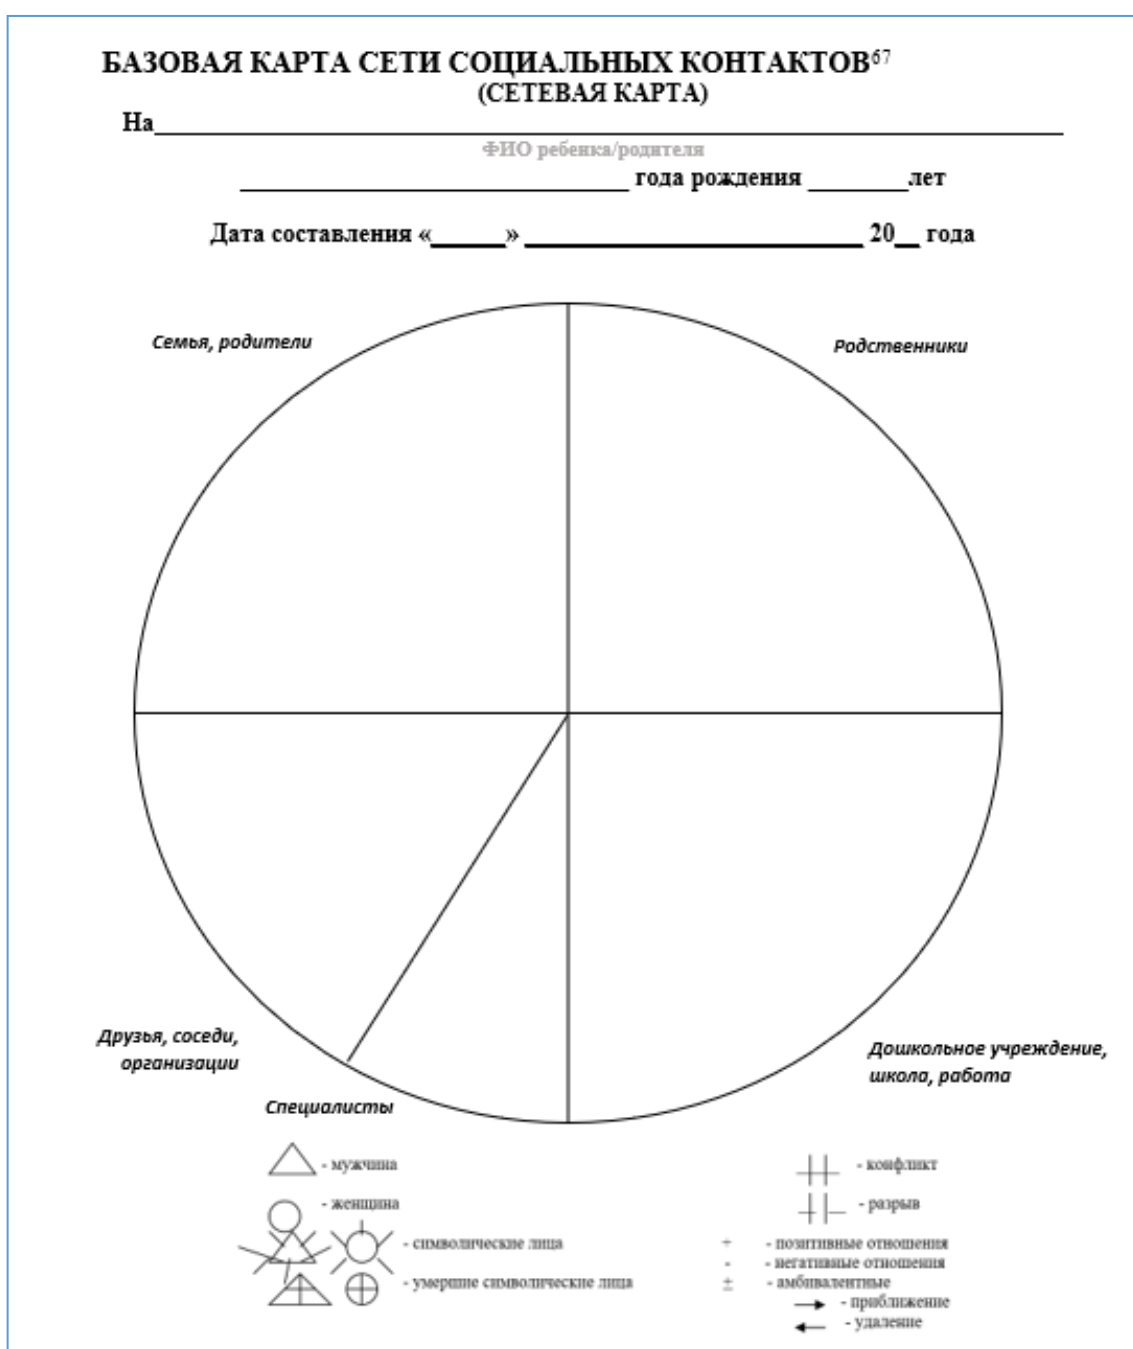 БАЗОВАЯ КАРТА СЕТИ СОЦИАЛЬНЫХ КОНТАКТОВ67
(СЕТЕВАЯ КАРТА)
На
ФИО ребенка/родителя
года рождения лет
Дата составления « » 20 года
Семья, родители
Родственники
Друзья, соседи,
организации
Специалисты
Дошкольное учреждение,
школа, работа
- мужчина
- женщина
- символические лица
- умершие символические лица
- конфликт
- разрыв
+ - позитивные отношения
- - негативные отношения
± - амбивалентные
- приближение
- удаление